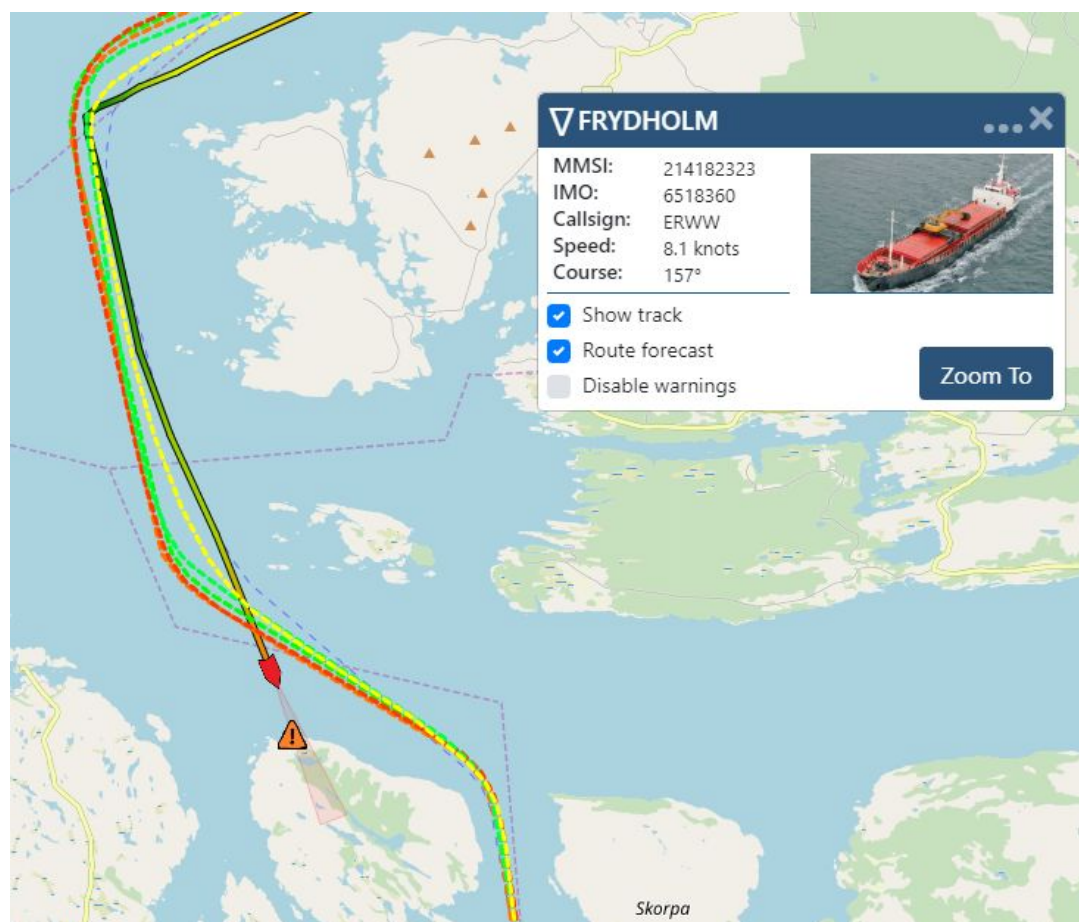 FRYDHOLM
MMSI: 214182323
IMO: 6518360
Callsign: ERWW
Speed: 8.1 knots
Course: 157°
Show track
Route forecast
Disable warnings
Zoom To
!
Skorpa